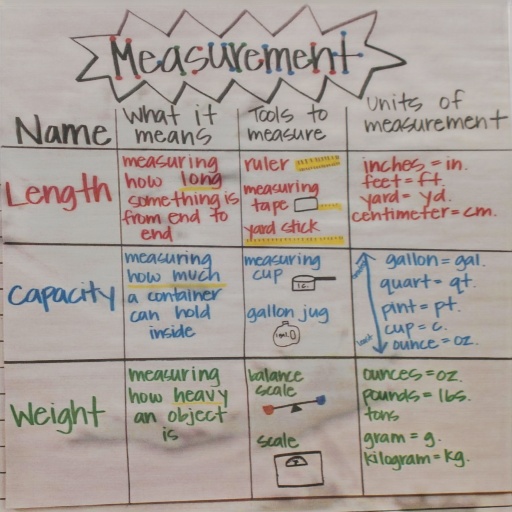 Measurement
Name
What it
means
Tools to
measure
Units of
measurement
Length
measuring
how long
something is
from end to
end
ruler
measuring
tape
yard stick
inches = in.
feet = ft.
yard = yd.
centimeter = cm.
Capacity
measuring
how much
a container
can hold
inside
measuring
cup
1c.
gallon jug
gallon = gal.
quart = qt.
pint = pt.
cup = c.
ounce = oz.
Weight
measuring
how heavy
an object
is
balance
scale
scale
ounces = oz.
pounds = lbs.
tons
gram = g.
kilogram = kg.